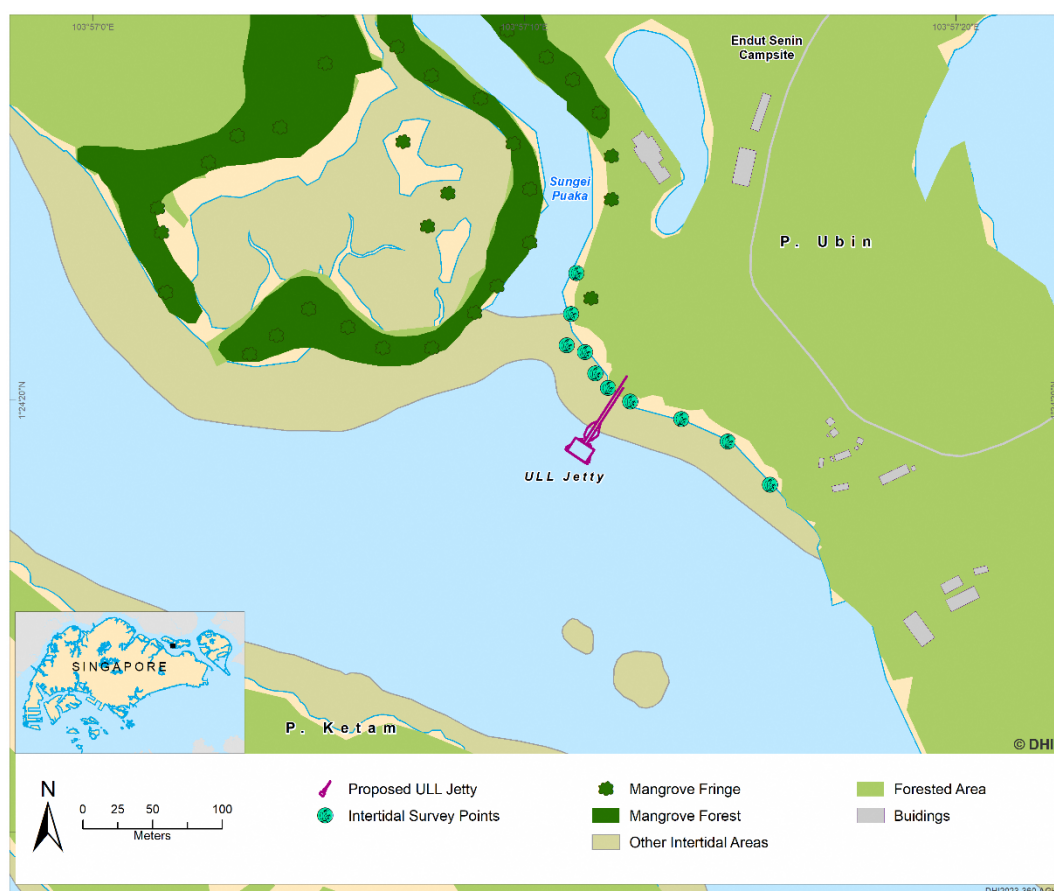 103°57'0"E
103°57'10"E
103°57'20"E
Endut Senin
Campsite
Sungei
Puaka
P. Ubin
1°24'20"N
ULL Jetty
SINGAPORE
P. Ketam
© DHI
N
0 25 50 100
Meters
Proposed ULL Jetty
Intertidal Survey Points
Mangrove Fringe
Mangrove Forest
Other Intertidal Areas
Forested Area
Buidings